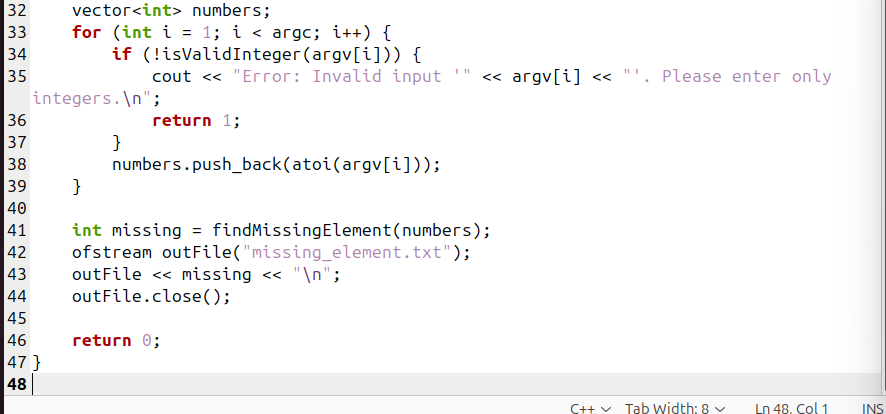 32     vector<int> numbers;
33     for (int i = 1; i < argc; i++) {
34         if (!isValidInteger(argv[i])) {
35             cout << "Error: Invalid input '" << argv[i] << "'. Please enter only
integers.\n";
36             return 1;
37         }
38         numbers.push_back(atoi(argv[i]));
39     }
40
41     int missing = findMissingElement(numbers);
42     ofstream outFile("missing_element.txt");
43     outFile << missing << "\n";
44     outFile.close();
45
46     return 0;
47 }
48
C++ Tab Width: 8 Ln 48, Col 1 INS